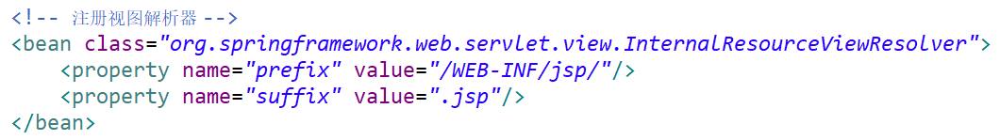 <!-- 注册视图解析器 -->
<bean class="org.springframework.web.servlet.view.InternalResourceViewResolver">
    <property name="prefix" value="/WEB-INF/jsp/"/>
    <property name="suffix" value=".jsp"/>
</bean>